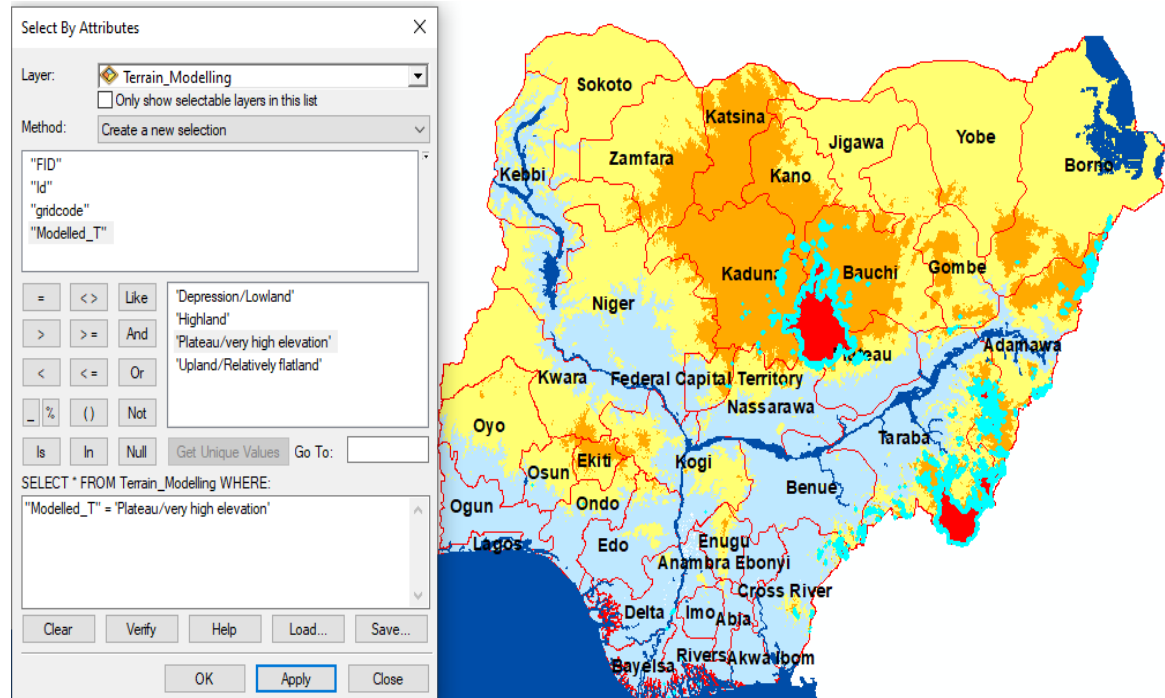 Select By Attributes
Layer: Terrain_Modelling
Only show selectable layers in this list
Method: Create a new selection
"FID"
"Id"
"gridcode"
"Modelled_T"
= < > Like
> > = And
< < = Or
_ % ( ) Not
Is In Null
'Depression/Lowland'
'Highland'
'Plateau/very high elevation'
'Upland/Relatively flatland'
Get Unique Values Go To:
SELECT * FROM Terrain_Modelling WHERE:
"Modelled_T" = 'Plateau/very high elevation'
Clear Verify Help Load... Save...
OK Apply Close
Sokoto
Katsina
Jigawa
Yobe
Zamfara
Borno
Kebbi
Kano
Kaduna
Bauchi
Gombe
Niger
Adamawa
Kwara
Federal Capital Territory
Nassarawa
Oyo
Taraba
Ekiti
Kogi
Osun
Benue
Ogun
Ondo
Lagos
Edo
Enugu
Anambra Ebonyi
Cross River
Delta
Imo
Abia
Bayelsa
Rivers
Akwa Ibom